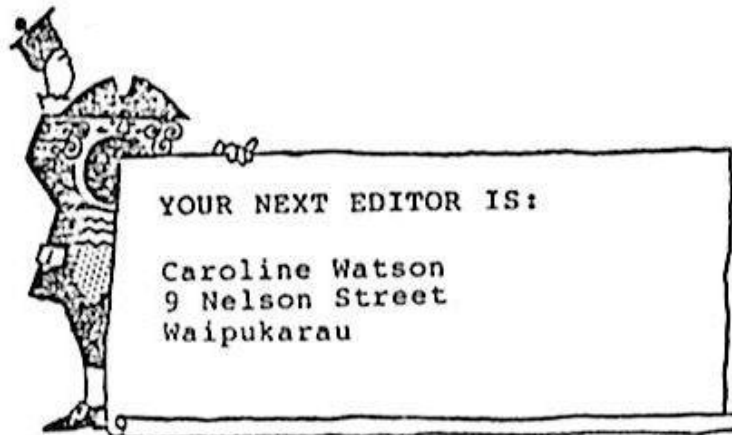 YOUR NEXT EDITOR IS:
Caroline Watson
9 Nelson Street
Waipukarau